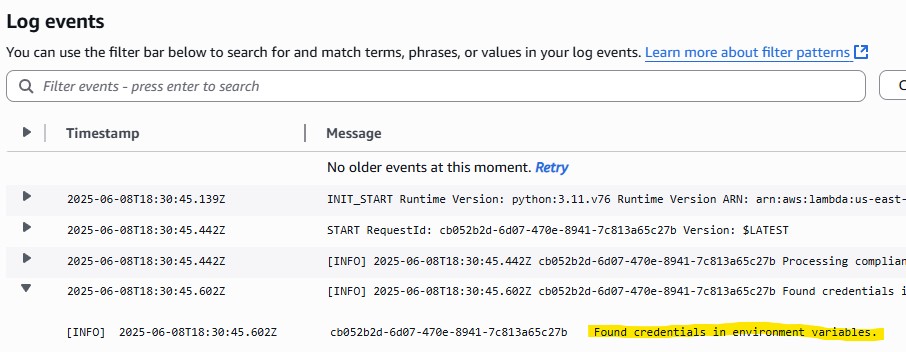 Log events
You can use the filter bar below to search for and match terms, phrases, or values in your log events. Learn more about filter patterns
Filter events - press enter to search
Timestamp Message
No older events at this moment. Retry
2025-06-08T18:30:45.139Z INIT_START Runtime Version: python:3.11.v76 Runtime Version ARN: arn:aws:lambda:us-east-
2025-06-08T18:30:45.442Z START RequestId: cb052b2d-6d07-470e-8941-7c813a65c27b Version: $LATEST
2025-06-08T18:30:45.442Z [INFO] 2025-06-08T18:30:45.442Z cb052b2d-6d07-470e-8941-7c813a65c27b Processing complian
2025-06-08T18:30:45.602Z [INFO] 2025-06-08T18:30:45.602Z cb052b2d-6d07-470e-8941-7c813a65c27b Found credentials i
[INFO] 2025-06-08T18:30:45.602Z cb052b2d-6d07-470e-8941-7c813a65c27b Found credentials in environment variables.